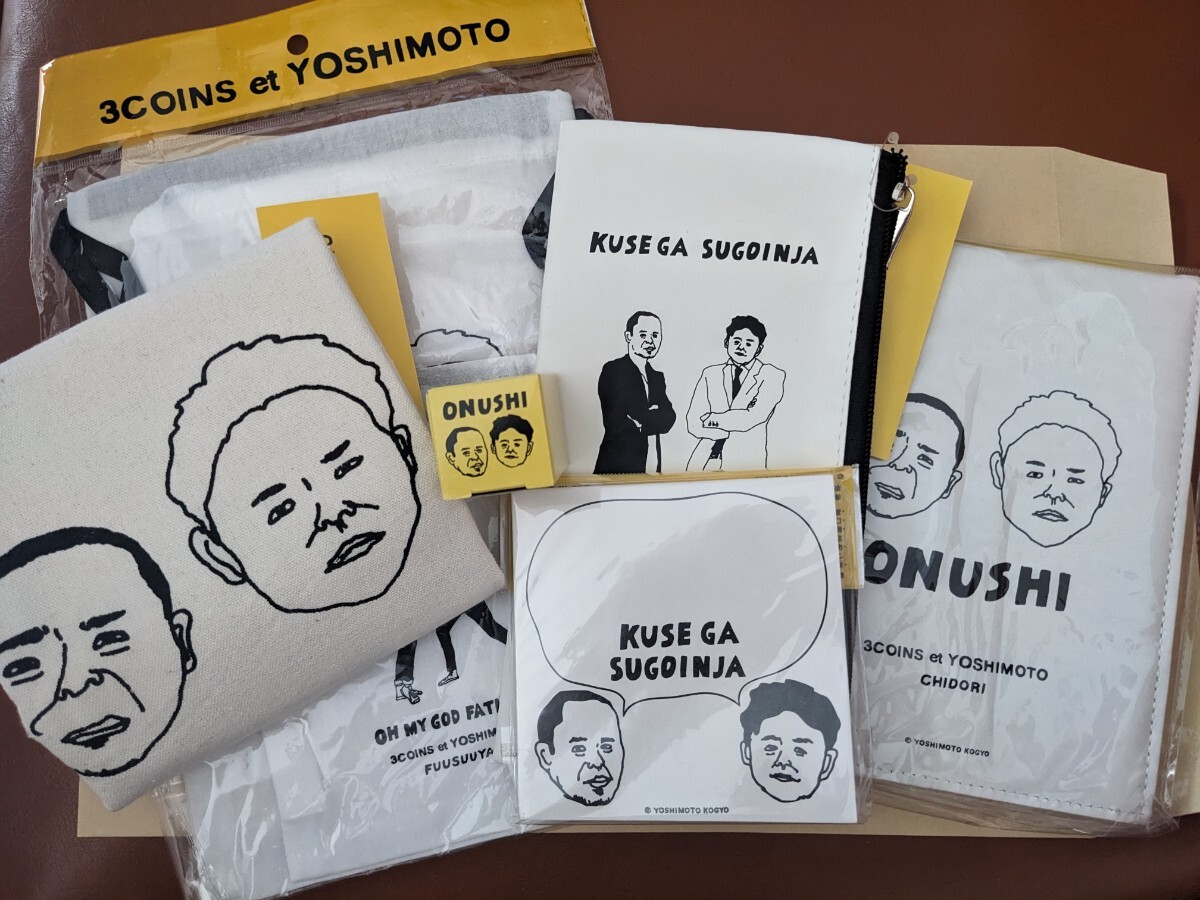 3COINS et YOSHIMOTO
KUSE GA SUGOINJA
ONUSHI
KUSE GA
SUGOINJA
© YOSHIMOTO KOGYO
ONUSHI
3COINS et YOSHIMOTO
CHIDORI
© YOSHIMOTO KOGYO
OH MY GOD FAT
3COINS et YOSHIM
FUUSUUYA